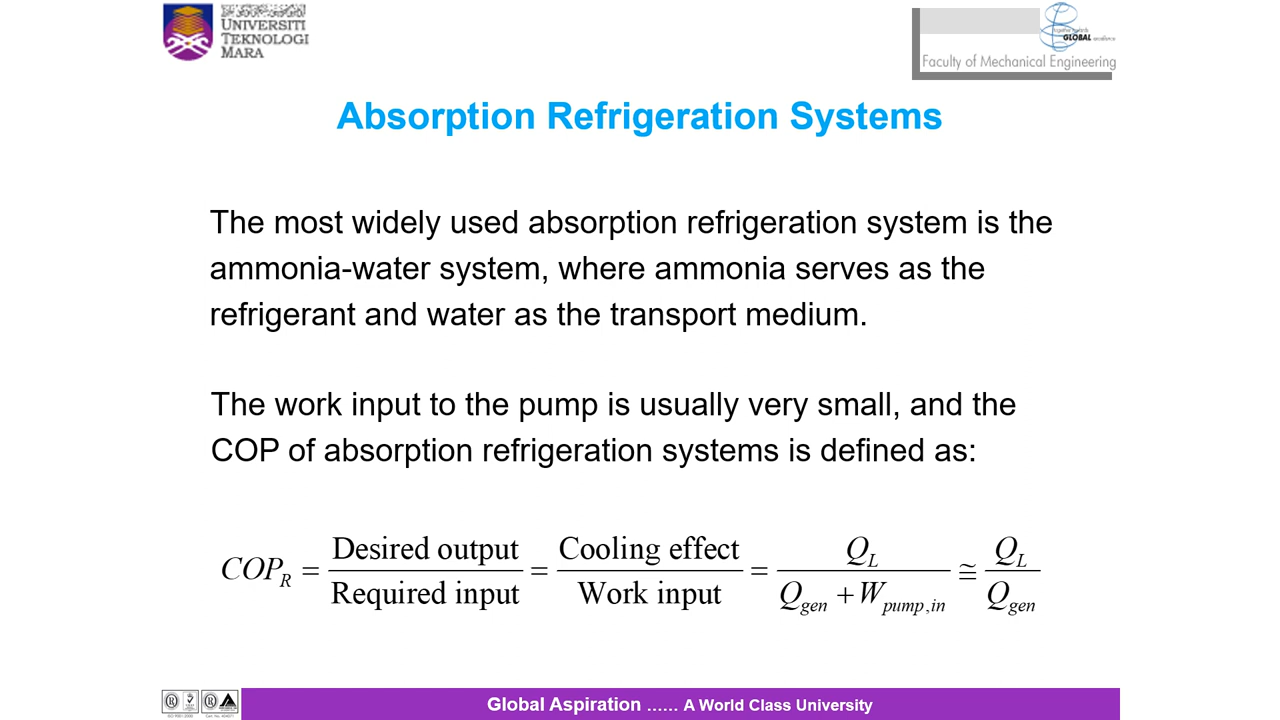 UNIVERSITI
TEKNOLOGI
MARA
GLOBAL excellence
Faculty of Mechanical Engineering
Absorption Refrigeration Systems
The most widely used absorption refrigeration system is the
ammonia-water system, where ammonia serves as the
refrigerant and water as the transport medium.
The work input to the pump is usually very small, and the
COP of absorption refrigeration systems is defined as:
COP_R = Desired output / Required input = Cooling effect / Work input = Q_L / (Q_gen + W_pump,in) ≅ Q_L / Q_gen
Global Aspiration ...... A World Class University